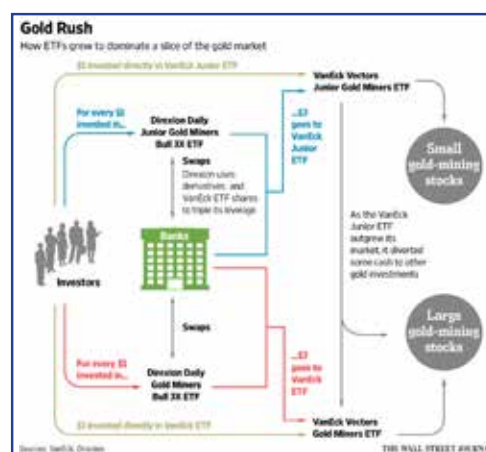 Gold Rush
How ETFs grew to dominate a slice of the gold market
$1 invested directly in VanEck Junior ETF
VanEck Vectors
Junior Gold Miners ETF
For every $1
invested in...
Direxion Daily
Junior Gold Miners
Bull 3X ETF
...$3
goes to
VanEck
Junior
ETF
Small
gold-mining
stocks
Swaps
Direxion uses
derivatives, and
VanEck ETF shares
to triple its leverage
Banks
Investors
As the VanEck
Junior ETF
outgrew its
market, it diverted
some cash to other
gold investments
Swaps
Large
gold-mining
stocks
For every $1
invested in...
Direxion Daily
Gold Miners
Bull 3X ETF
...$3
goes to
VanEck
ETF
VanEck Vectors
Gold Miners ETF
$1 invested directly in VanEck ETF
Sources: VanEck, Direxion
THE WALL STREET JOURN